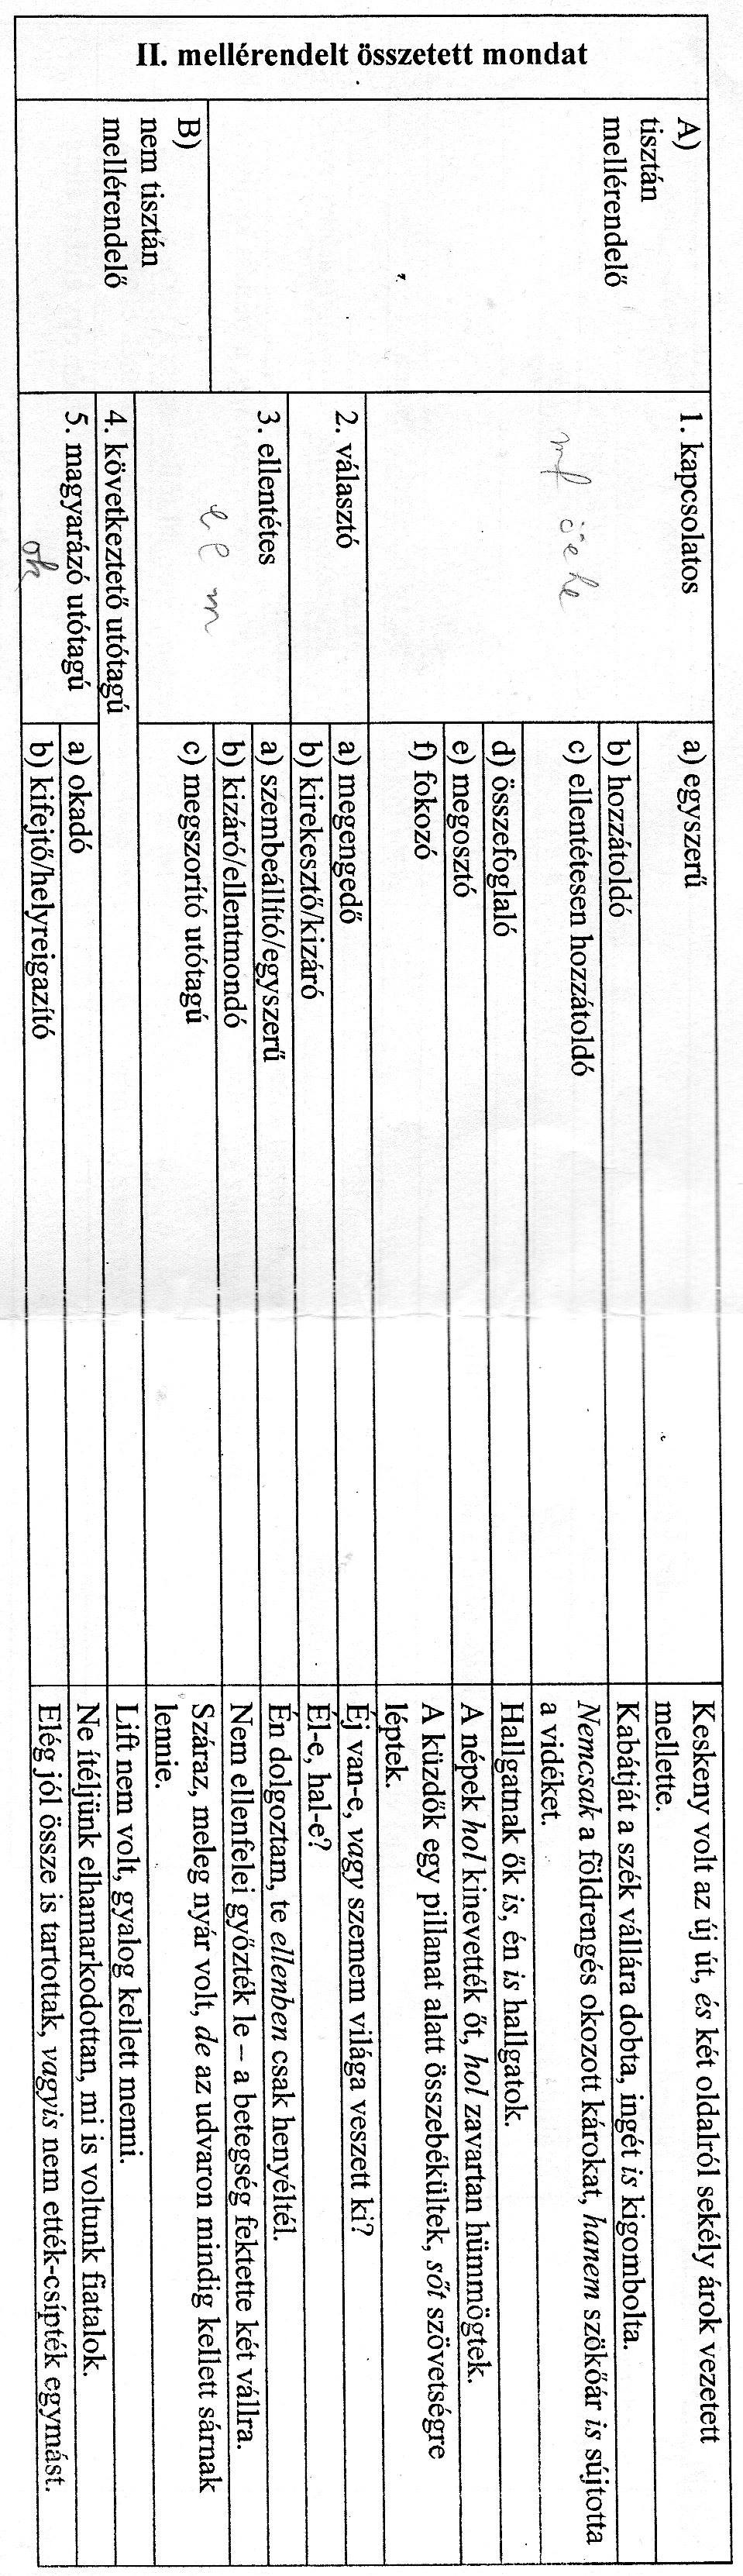 II. mellérendelt összetett mondat
A)
tisztán
mellérendelő
1. kapcsolatos
a) egyszerű
Keskeny volt az új út, és két oldalról sekély árok vezetett
mellette.
b) hozzátoldó
Kabátját a szék vállára dobta, ingét is kigombolta.
mf öehe
c) ellentétesen hozzátoldó
Nemcsak a földrengés okozott károkat, hanem szökőár is sújtotta
a vidéket.
d) összefoglaló
Hallgatnak ők is, én is hallgatok.
e) megosztó
A népek hol kinevették őt, hol zavartan hümmögtek.
f) fokozó
A küzdők egy pillanat alatt összebékültek, sőt szövetségre
léptek.
2. választó
a) megengedő
Éj van-e, vagy szemem világa veszett ki?
b) kirekesztő/kizáró
Él-e, hal-e?
3. ellentétes
a) szembeállító/egyszerű
Én dolgoztam, te ellenben csak henyéltél.
b) kizáró/ellentmondó
Nem ellenfelei győzték le – a betegség fektette két vállra.
B)
nem tisztán
mellérendelő
c) megszorító utótagú
Száraz, meleg nyár volt, de az udvaron mindig kellett sárnak
lennie.
4. következtető utótagú
Lift nem volt, gyalog kellett menni.
5. magyarázó utótagú
a) okadó
Ne ítéljünk elhamarkodottan, mi is voltunk fiatalok.
ok
b) kifejtő/helyreigazító
Elég jól össze is tartottak, vagyis nem ették-csípték egymást.